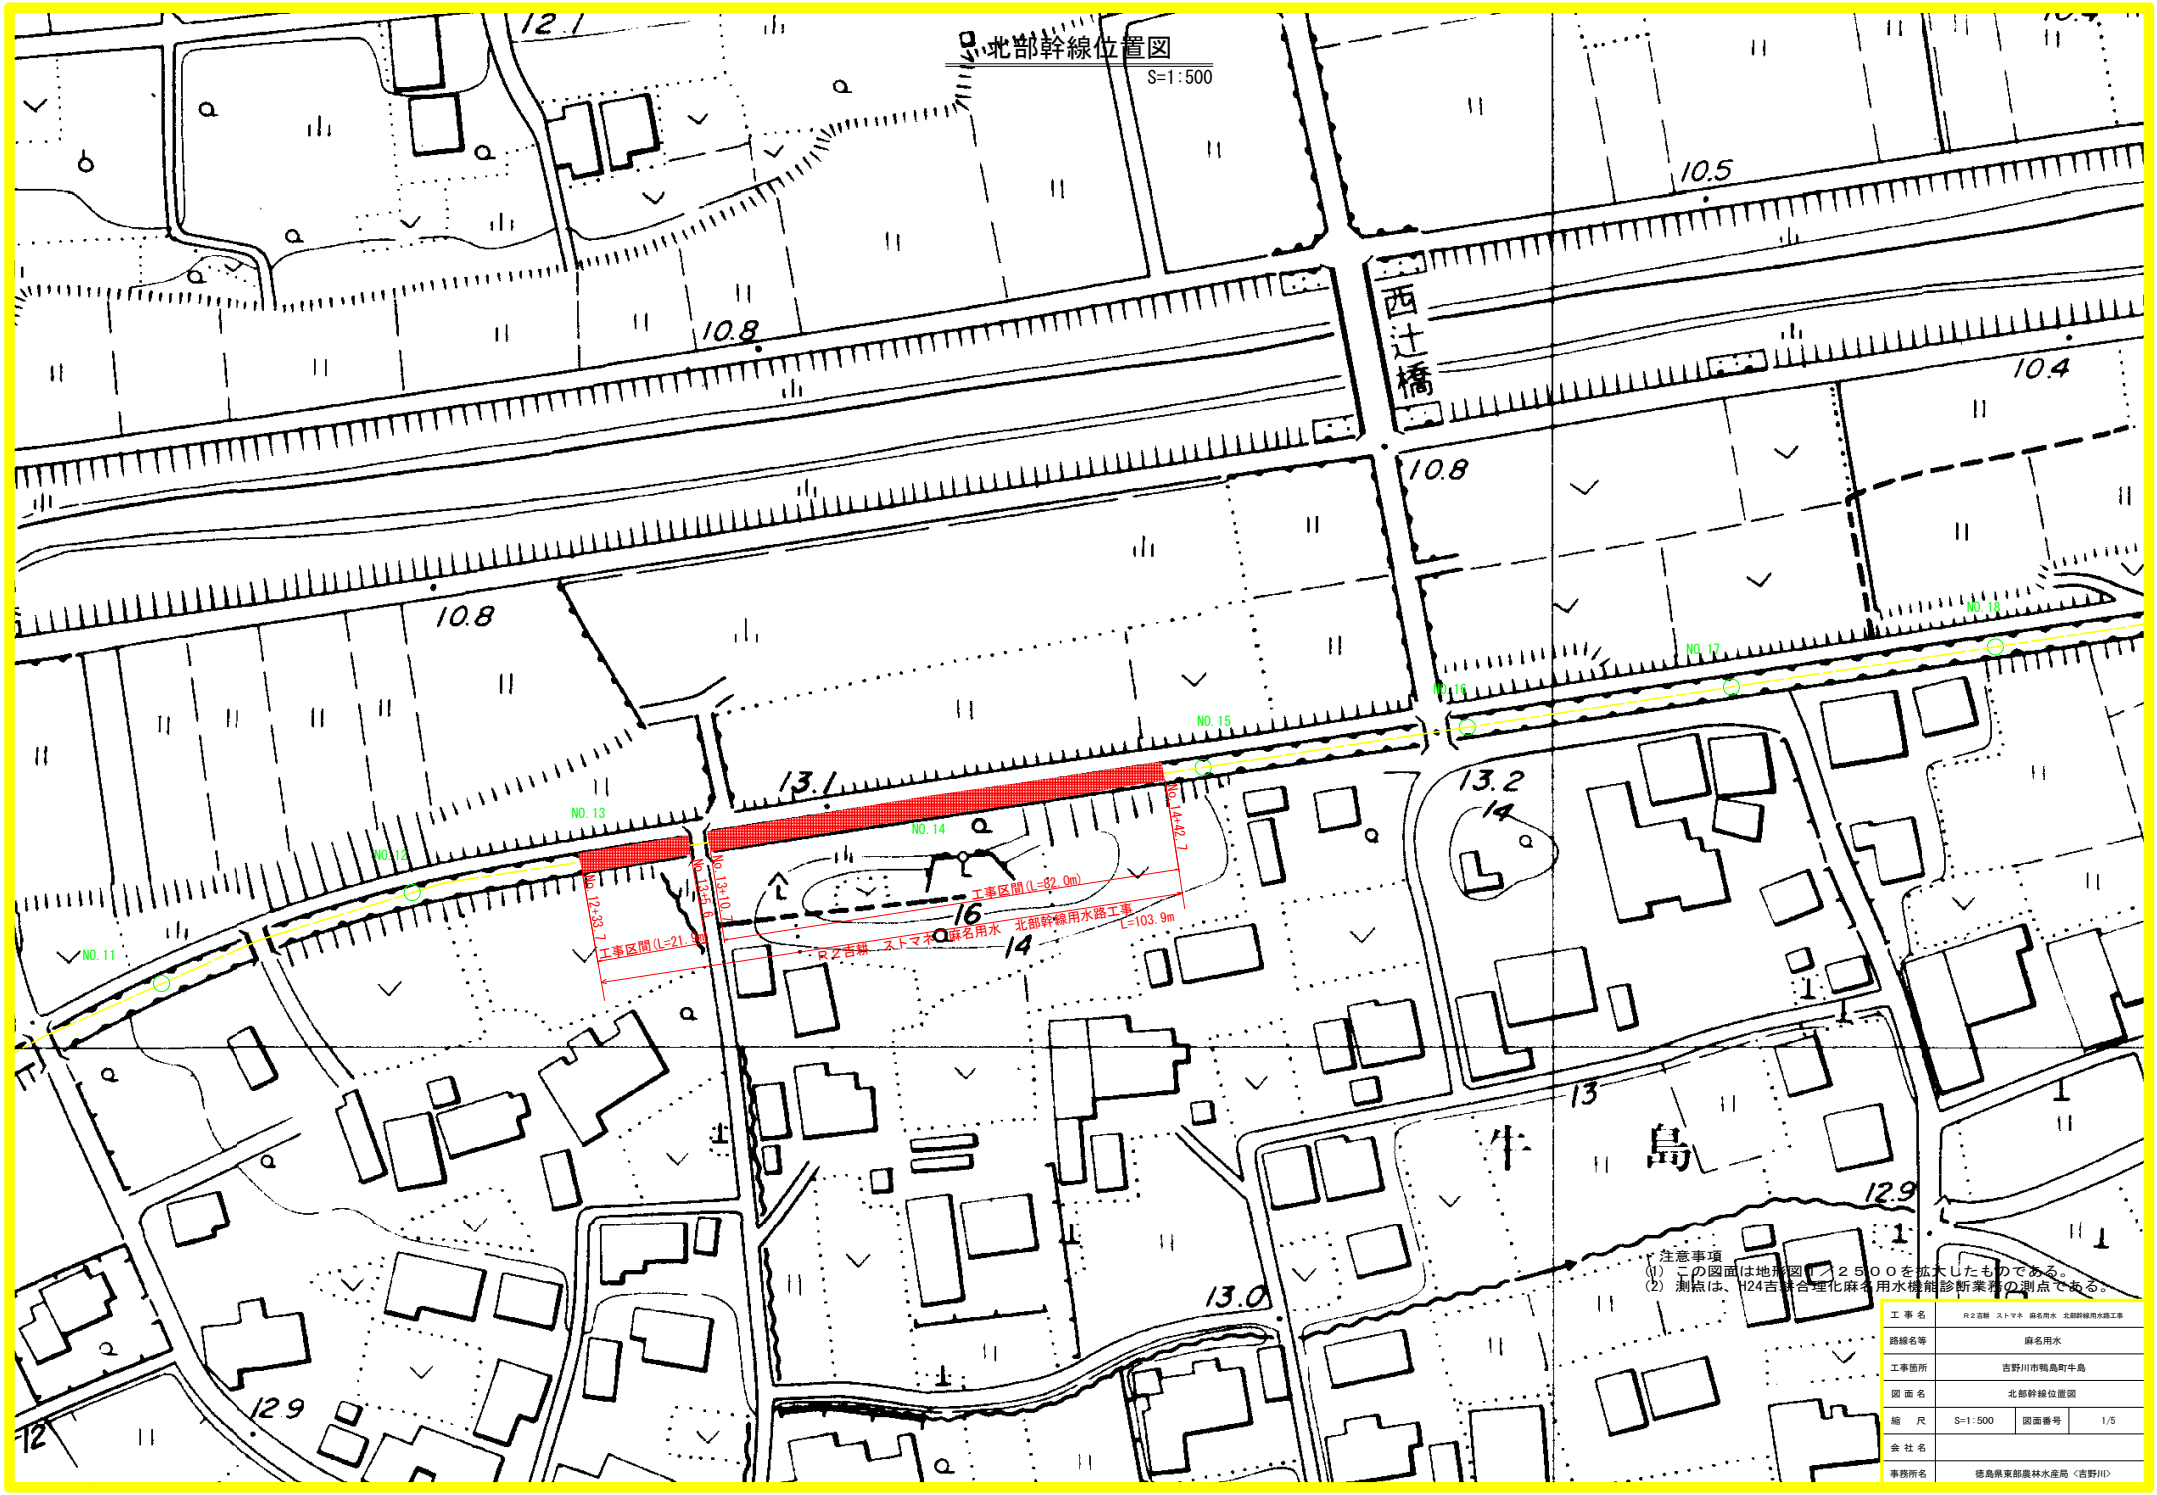 北部幹線位置図
S=1:500
12.1
10.4
10.5
西辻橋
10.8
10.4
10.8
10.8
NO.18
NO.17
NO.16
NO.15
13.1
13.2
14
NO.13
NO.14
NO.12
NO.11
No.12+33.7
No.13+5.6
No.13+10.7
No.14+42.7
工事区間(L=82.0m)
工事区間(L=21.9m)
R2吉耕 ストマネ 麻名用水 北部幹線用水路工事
L=103.9m
16
14
13
牛島
12.9
13.0
12.9
12
注意事項
(1) この図面は地形図1/2500を拡大したものである。
(2) 測点は、H24吉耕合理化麻名用水機能診断業務の測点である。
工事名 R2吉耕 ストマネ 麻名用水 北部幹線用水路工事
路線名等 麻名用水
工事箇所 吉野川市鴨島町牛島
図面名 北部幹線位置図
縮尺 S=1:500 図面番号 1/5
会社名
事務所名 徳島県東部農林水産局<吉野川>